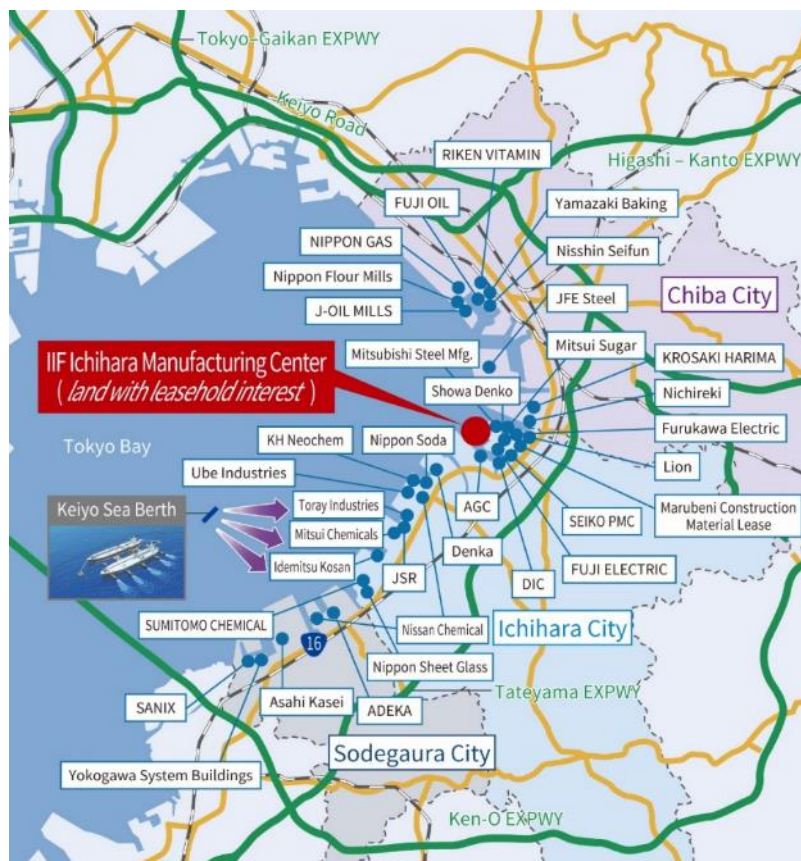 Tokyo-Gaikan EXPWY
Keiyo Road
RIKEN VITAMIN
Higashi – Kanto EXPWY
FUJI OIL
Yamazaki Baking
NIPPON GAS
Nisshin Seifun
Nippon Flour Mills
JFE Steel
Chiba City
J-OIL MILLS
Mitsui Sugar
Mitsubishi Steel Mfg.
KROSAKI HARIMA
IIF Ichihara Manufacturing Center
( land with leasehold interest )
Showa Denko
Nichireki
Furukawa Electric
KH Neochem
Nippon Soda
Tokyo Bay
Lion
Ube Industries
AGC
SEIKO PMC
Marubeni Construction
Material Lease
Keiyo Sea Berth
Toray Industries
Mitsui Chemicals
Denka
Idemitsu Kosan
JSR
DIC
FUJI ELECTRIC
SUMITOMO CHEMICAL
Nissan Chemical
Ichihara City
16
Nippon Sheet Glass
Tateyama EXPWY
SANIX
Asahi Kasei
ADEKA
Sodegaura City
Yokogawa System Buildings
Ken-O EXPWY